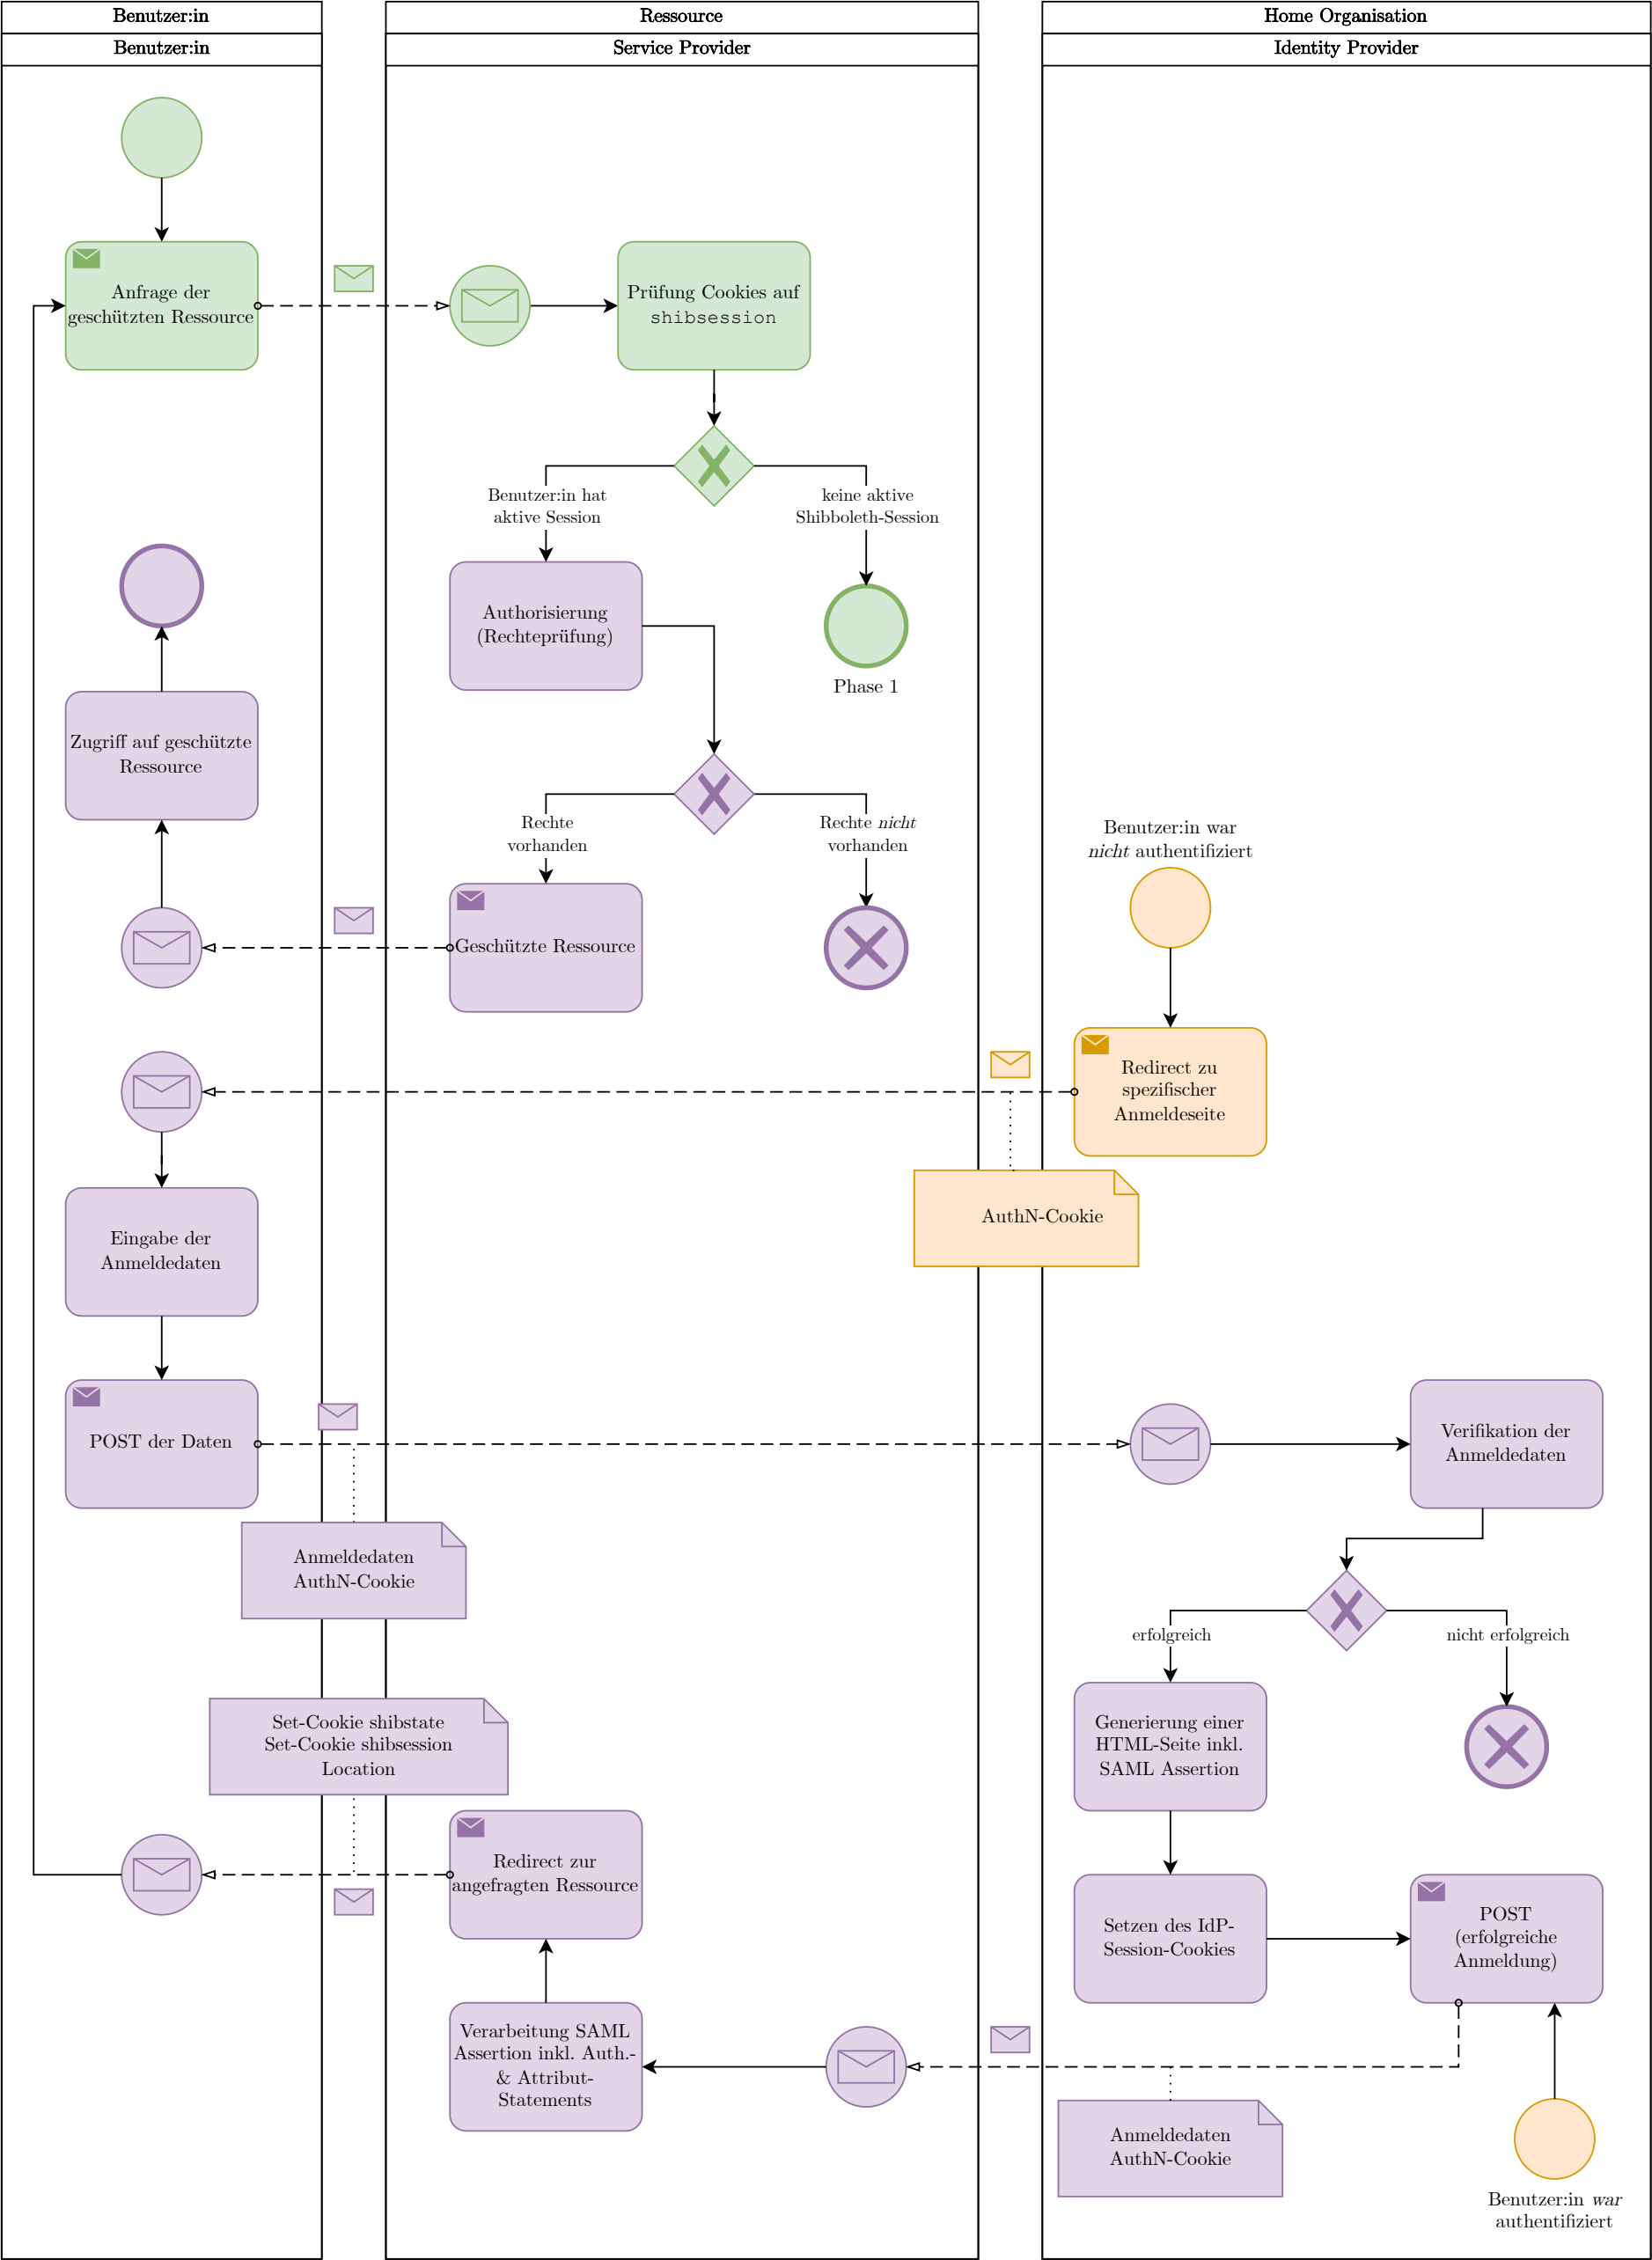 Benutzer:in
Ressource
Home Organisation
Benutzer:in
Service Provider
Identity Provider
Anfrage der
geschützten Ressource
Prüfung Cookies auf
shibsession
Benutzer:in hat
aktive Session
keine aktive
Shibboleth-Session
Authorisierung
(Rechteprüfung)
Phase 1
Zugriff auf geschützte
Ressource
Rechte
vorhanden
Rechte nicht
vorhanden
Benutzer:in war
nicht authentifiziert
Geschützte Ressource
Redirect zu
spezifischer
Anmeldeseite
AuthN-Cookie
Eingabe der
Anmeldedaten
POST der Daten
Verifikation der
Anmeldedaten
Anmeldedaten
AuthN-Cookie
erfolgreich
nicht erfolgreich
Set-Cookie shibstate
Set-Cookie shibsession
Location
Generierung einer
HTML-Seite inkl.
SAML Assertion
Redirect zur
angefragten Ressource
Setzen des IdP-
Session-Cookies
POST
(erfolgreiche
Anmeldung)
Verarbeitung SAML
Assertion inkl. Auth.-
& Attribut-
Statements
Anmeldedaten
AuthN-Cookie
Benutzer:in war
authentifiziert